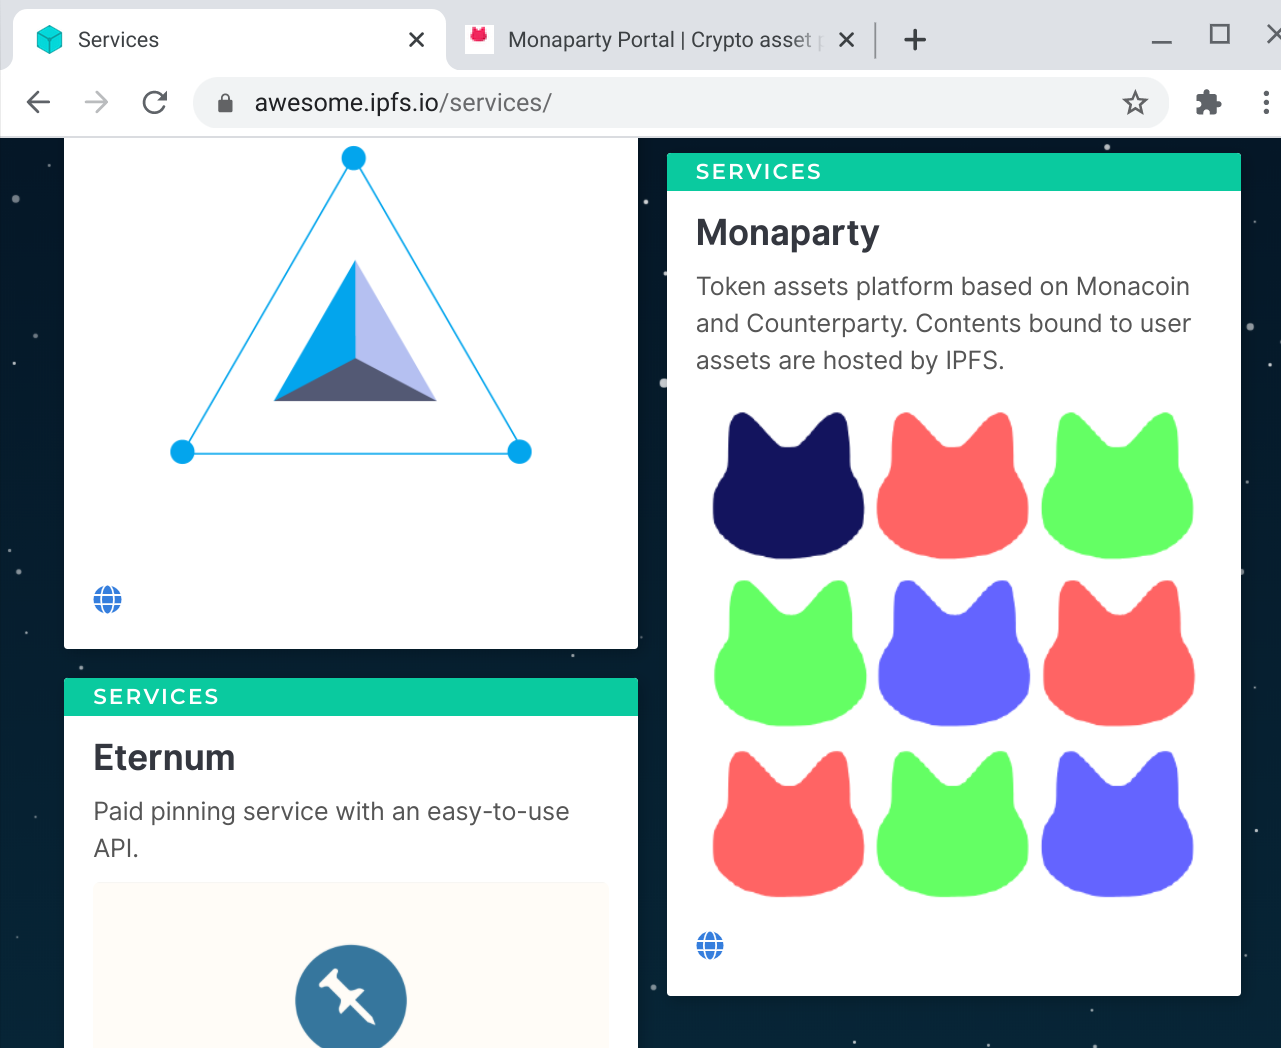 Services
Monaparty Portal | Crypto asset
awesome.ipfs.io/services/
SERVICES
Eternum
Paid pinning service with an easy-to-use
API.
SERVICES
Monaparty
Token assets platform based on Monacoin
and Counterparty. Contents bound to user
assets are hosted by IPFS.